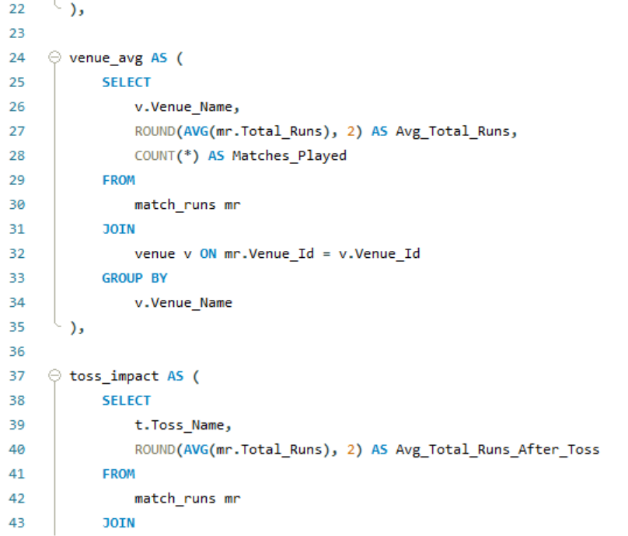 22 ),
23
24 venue_avg AS (
25 SELECT
26 v.Venue_Name,
27 ROUND(AVG(mr.Total_Runs), 2) AS Avg_Total_Runs,
28 COUNT(*) AS Matches_Played
29 FROM
30 match_runs mr
31 JOIN
32 venue v ON mr.Venue_Id = v.Venue_Id
33 GROUP BY
34 v.Venue_Name
35 ),
36
37 toss_impact AS (
38 SELECT
39 t.Toss_Name,
40 ROUND(AVG(mr.Total_Runs), 2) AS Avg_Total_Runs_After_Toss
41 FROM
42 match_runs mr
43 JOIN